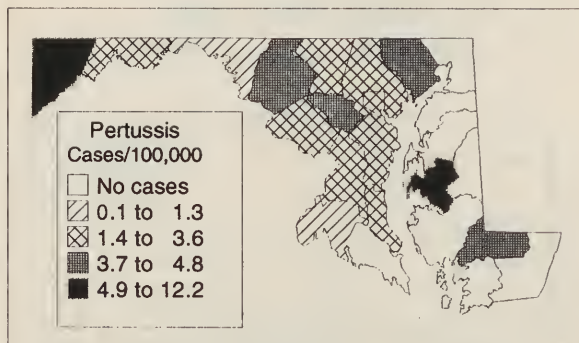 Pertussis
Cases/100,000
No cases
0.1 to 1.3
1.4 to 3.6
3.7 to 4.8
4.9 to 12.2